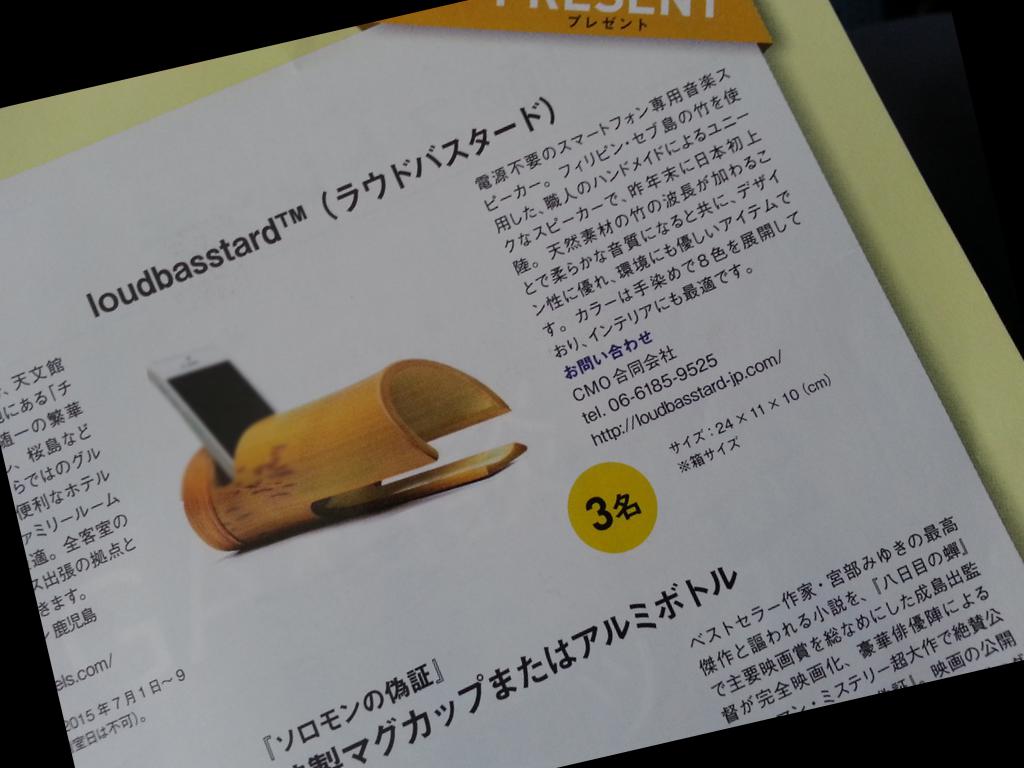 PRESENT
プレゼント
loudbasstard™（ラウドバスタード）
電源不要のスマートフォン専用音楽ス
ピーカー。フィリピン・セブ島の竹を使
用した、職人のハンドメイドによるユニー
クなスピーカーで、昨年末に日本初上
陸。天然素材の竹の波長が加わるこ
とで柔らかな音質になると共に、デザイ
ン性に優れ、環境にも優しいアイテムで
す。カラーは手染めで8色を展開して
おり、インテリアにも最適です。
お問い合わせ
CMO合同会社
tel. 06-6185-9525
http://loudbasstard-jp.com/
サイズ：24×11×10（cm）
※箱サイズ
3名
、天文館
にある「チ
随一の繁華
、桜島など
らではのグル
便利なホテル
ァミリールーム
適。全客室の
ス出張の拠点と
きます。
鹿児島
els.com/
2015年7月1日～9
室日は不可）。
『ソロモンの偽証』
製マグカップまたはアルミボトル
ベストセラー作家・宮部みゆきの最高
傑作と謳われる小説を、『八日目の蝉』
で主要映画賞を総なめにした成島出監
督が完全映画化、豪華俳優陣による
ン・ミステリー超大作で絶賛公
』。映画の公開